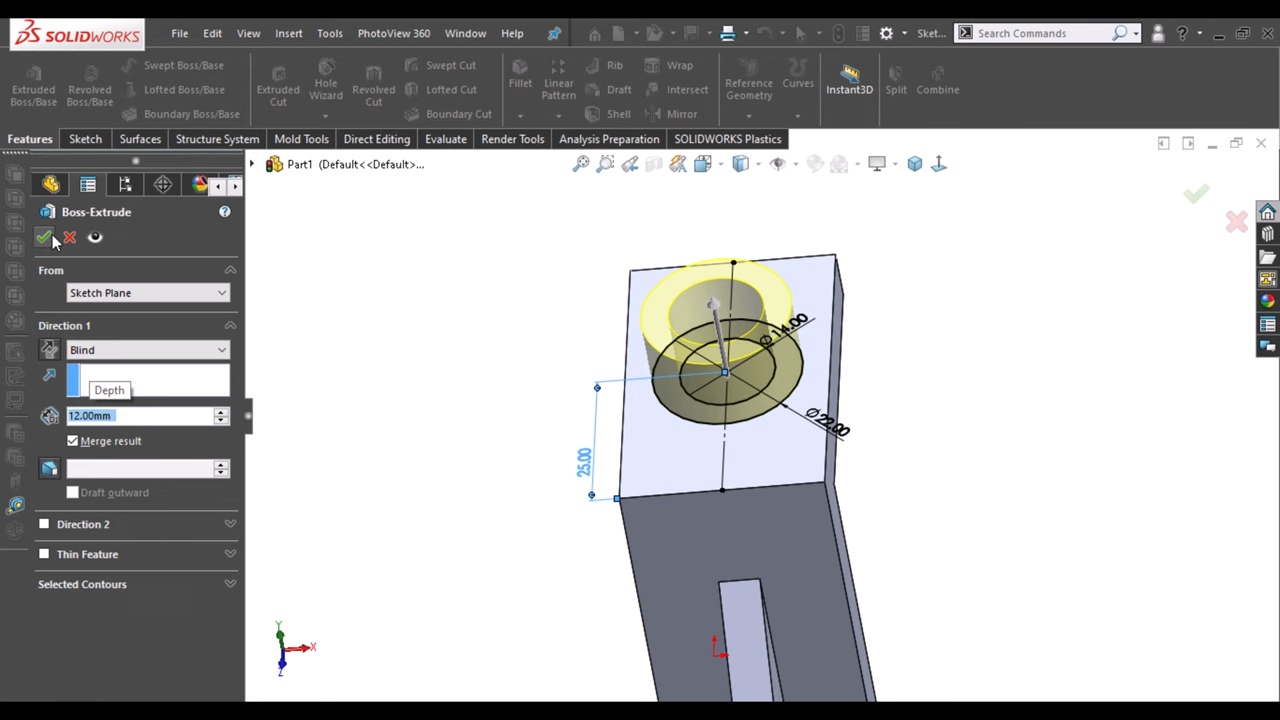 SOLIDWORKS File Edit View Insert Tools PhotoView 360 Window Help Sket... Search Commands ?
Extruded Boss/Base Revolved Boss/Base Swept Boss/Base Lofted Boss/Base Boundary Boss/Base Extruded Cut Hole Wizard Revolved Cut Swept Cut Lofted Cut Boundary Cut Fillet Linear Pattern Rib Draft Shell Wrap Intersect Mirror Reference Geometry Curves Instant3D Split Combine
Features Sketch Surfaces Structure System Mold Tools Direct Editing Evaluate Render Tools Analysis Preparation SOLIDWORKS Plastics
Part1 (Default<<Default>...
Boss-Extrude ?
From
Sketch Plane
Direction 1
Blind
Depth
12.00mm
Merge result
Draft outward
Direction 2
Thin Feature
Selected Contours
Ø 14.00
Ø22.00
25.00
Y
X
Z